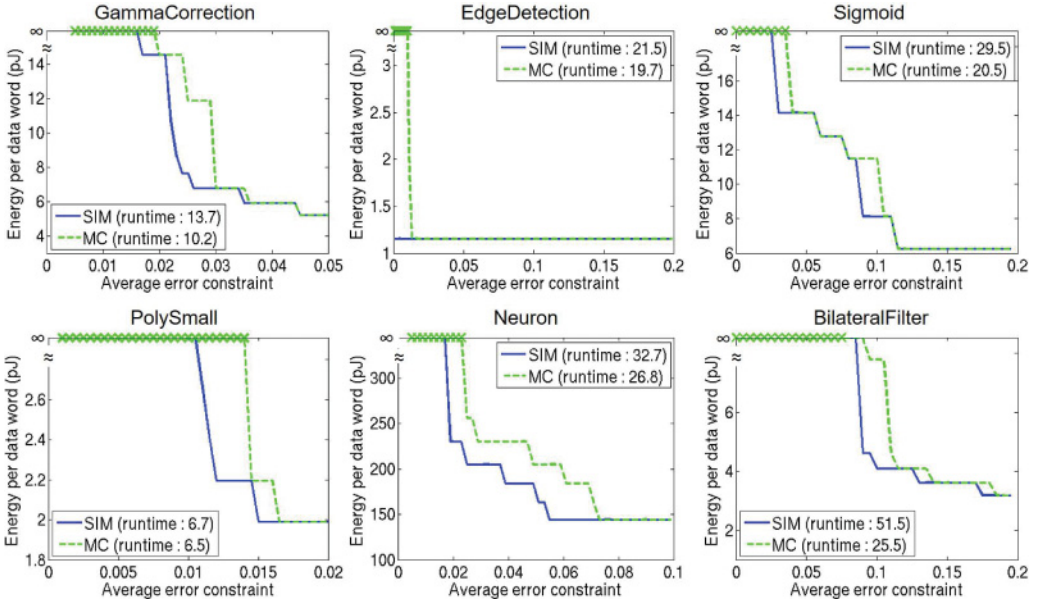 GammaCorrection
Energy per data word (pJ)
∞
≈
14
12
10
8
6
4
SIM (runtime : 13.7)
MC (runtime : 10.2)
0 0.01 0.02 0.03 0.04 0.05
Average error constraint
EdgeDetection
Energy per data word (pJ)
∞
≈
3
2.5
2
1.5
1
SIM (runtime : 21.5)
MC (runtime : 19.7)
0 0.05 0.1 0.15 0.2
Average error constraint
Sigmoid
Energy per data word (pJ)
∞
≈
16
14
12
10
8
6
SIM (runtime : 29.5)
MC (runtime : 20.5)
0 0.05 0.1 0.15 0.2
Average error constraint
PolySmall
Energy per data word (pJ)
∞
≈
2.6
2.4
2.2
2
1.8
SIM (runtime : 6.7)
MC (runtime : 6.5)
0 0.005 0.01 0.015 0.02
Average error constraint
Neuron
Energy per data word (pJ)
∞
≈
300
250
200
150
100
SIM (runtime : 32.7)
MC (runtime : 26.8)
0 0.02 0.04 0.06 0.08 0.1
Average error constraint
BilateralFilter
Energy per data word (pJ)
∞
≈
8
6
4
2
SIM (runtime : 51.5)
MC (runtime : 25.5)
0 0.05 0.1 0.15 0.2
Average error constraint